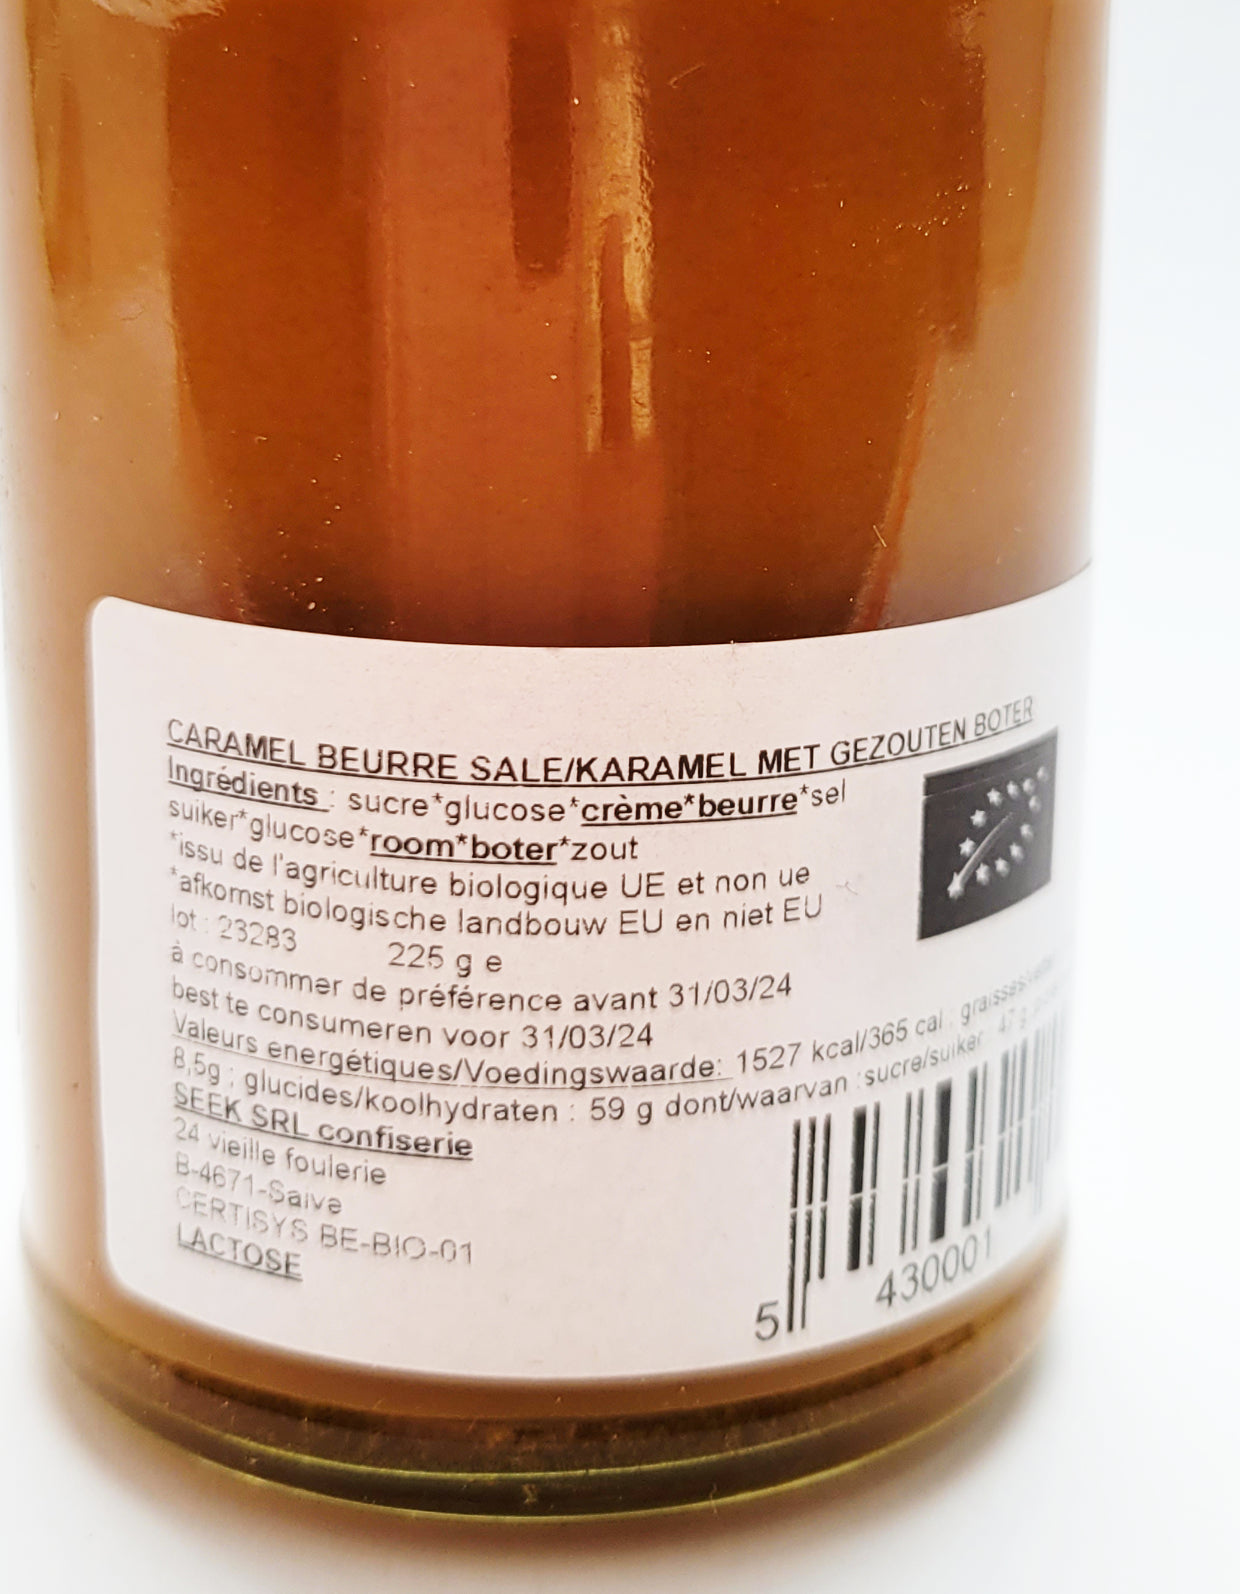 CARAMEL BEURRE SALE/KARAMEL MET GEZOUTEN BOTER
Ingrédients : sucre*glucose*crème*beurre*sel
suiker*glucose*room*boter*zout
*issu de l'agriculture biologique UE et non ue
*afkomst biologische landbouw EU en niet EU
lot : 23283 225 g e
à consommer de préférence avant 31/03/24
best te consumeren voor 31/03/24
Valeurs energétiques/Voedingswaarde: 1527 kcal/365 cal : graisses/
8,5g : glucides/koolhydraten : 59 g dont/waarvan :sucre/suiker : 47 g
SEEK SRL confiserie
24 vieille foulerie
B-4671-Saive
CERTISYS BE-BIO-01
LACTOSE
5 430001